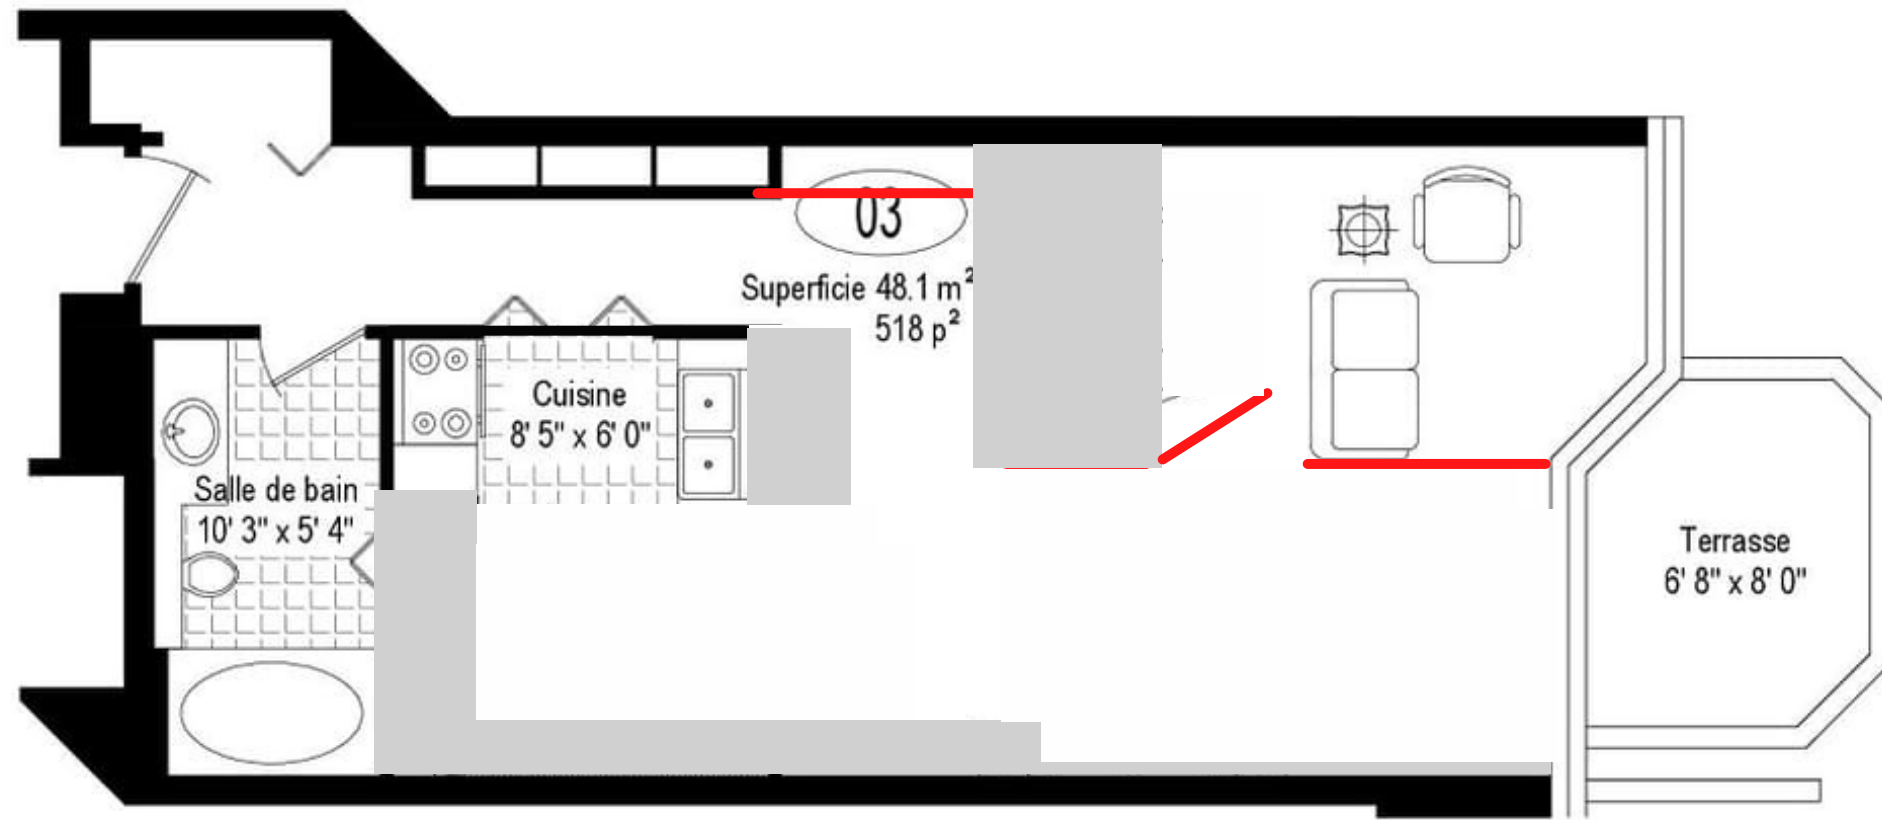 03
Superficie 48.1 m²
518 p²
Cuisine
8' 5" x 6' 0"
Salle de bain
10' 3" x 5' 4"
Terrasse
6' 8" x 8' 0"